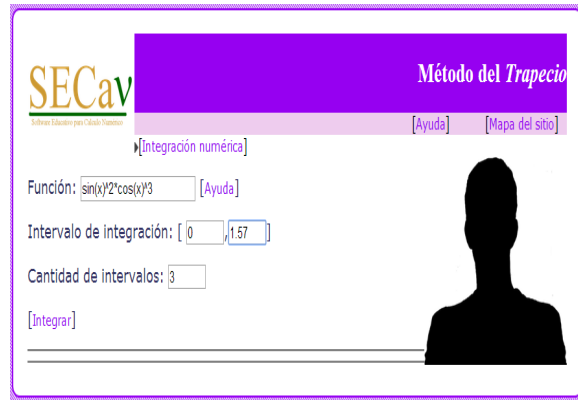 SECav
Software Educativo para Cálculo Numérico
Método del Trapecio
[Ayuda] [Mapa del sitio]
[Integración numérica]
Función: sin(x)^2*cos(x)^3 [Ayuda]
Intervalo de integración: [ 0 , 1.57 ]
Cantidad de intervalos: 3
[Integrar]